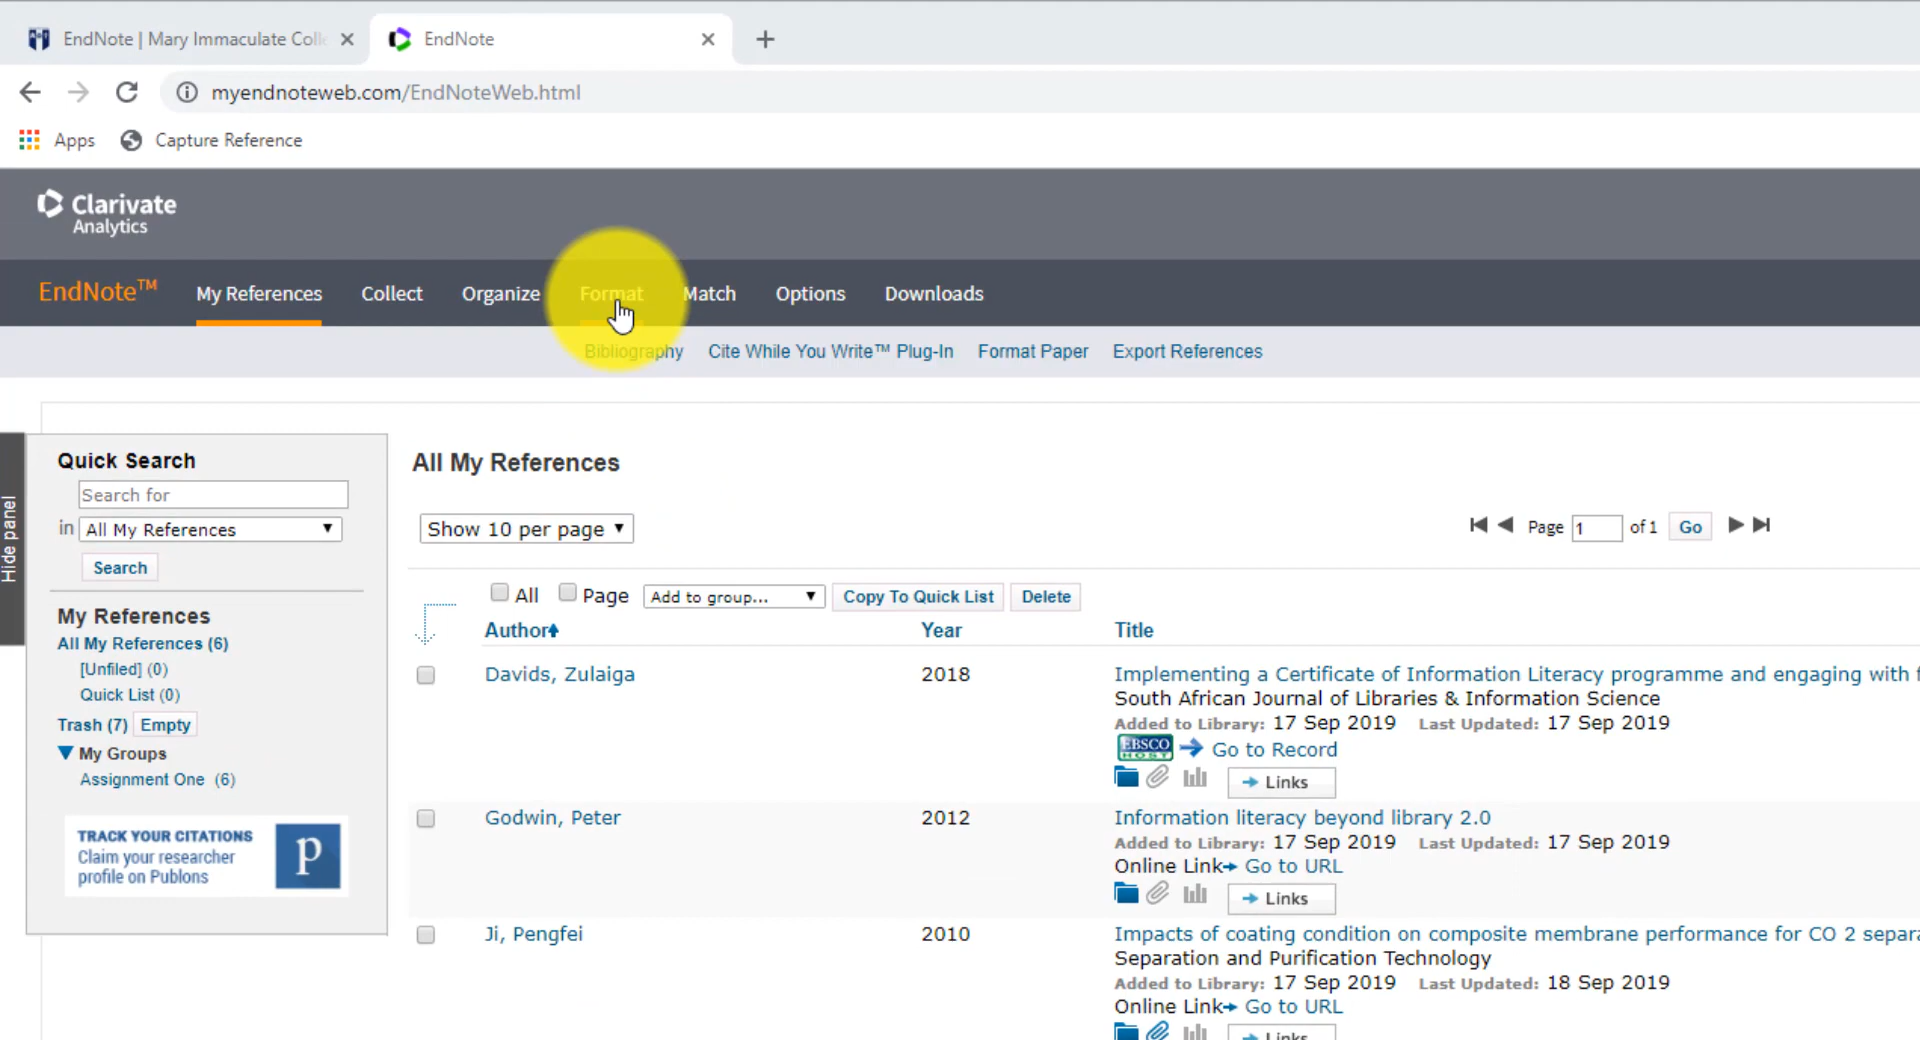 EndNote | Mary Immaculate Coll
EndNote
myendnoteweb.com/EndNoteWeb.html
Apps
Capture Reference
Clarivate
Analytics
EndNote™
My References
Collect
Organize
Format
Match
Options
Downloads
Bibliography
Cite While You Write™ Plug-In
Format Paper
Export References
Hide panel
Quick Search
Search for
in All My References
Search
My References
All My References (6)
[Unfiled] (0)
Quick List (0)
Trash (7) Empty
My Groups
Assignment One (6)
TRACK YOUR CITATIONS
Claim your researcher
profile on Publons
p
All My References
Show 10 per page
Page 1 of 1 Go
All Page Add to group... Copy To Quick List Delete
Author Year Title
Davids, Zulaiga 2018 Implementing a Certificate of Information Literacy programme and engaging with
South African Journal of Libraries & Information Science
Added to Library: 17 Sep 2019 Last Updated: 17 Sep 2019
EBSCO HOST Go to Record
Links
Godwin, Peter 2012 Information literacy beyond library 2.0
Added to Library: 17 Sep 2019 Last Updated: 17 Sep 2019
Online Link Go to URL
Links
Ji, Pengfei 2010 Impacts of coating condition on composite membrane performance for CO 2 separa
Separation and Purification Technology
Added to Library: 17 Sep 2019 Last Updated: 18 Sep 2019
Online Link Go to URL
Links